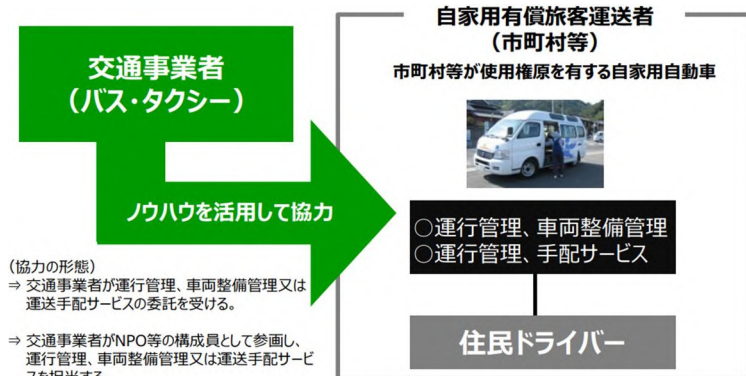 交通事業者
（バス・タクシー）
ノウハウを活用して協力
（協力の形態）
⇒ 交通事業者が運行管理、車両整備管理又は
運送手配サービスの委託を受ける。
⇒ 交通事業者がNPO等の構成員として参画し、
運行管理、車両整備管理又は運送手配サービ
スを担当する
自家用有償旅客運送者
（市町村等）
市町村等が使用権原を有する自家用自動車
○運行管理、車両整備管理
○運行管理、手配サービス
住民ドライバー